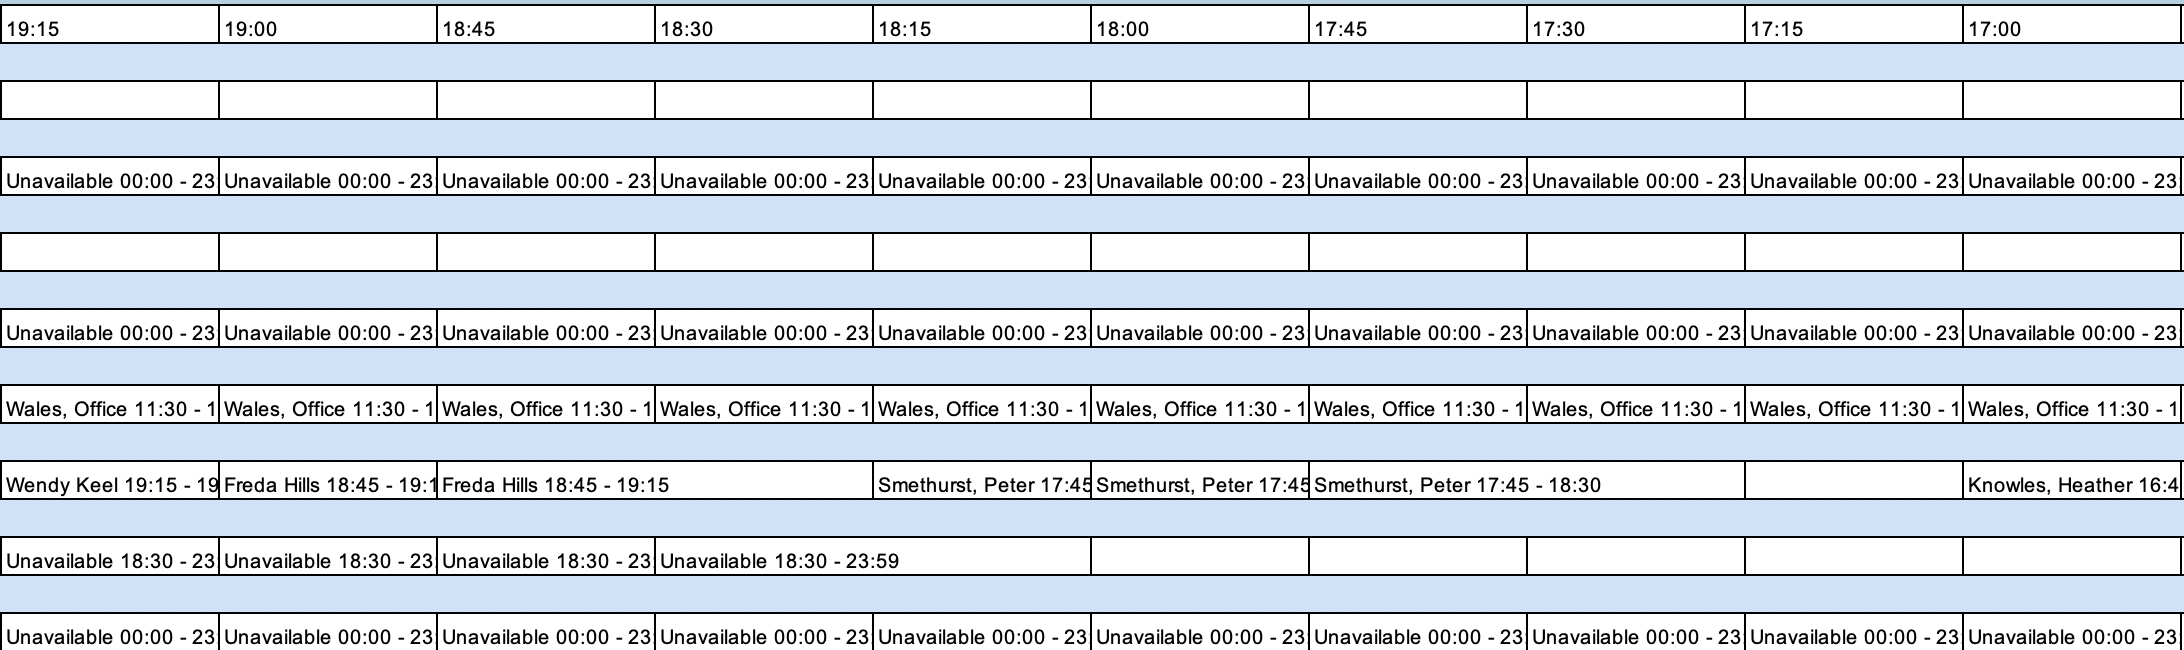 19:15 19:00 18:45 18:30 18:15 18:00 17:45 17:30 17:15 17:00
Unavailable 00:00 - 23 Unavailable 00:00 - 23 Unavailable 00:00 - 23 Unavailable 00:00 - 23 Unavailable 00:00 - 23 Unavailable 00:00 - 23 Unavailable 00:00 - 23 Unavailable 00:00 - 23 Unavailable 00:00 - 23 Unavailable 00:00 - 23
Unavailable 00:00 - 23 Unavailable 00:00 - 23 Unavailable 00:00 - 23 Unavailable 00:00 - 23 Unavailable 00:00 - 23 Unavailable 00:00 - 23 Unavailable 00:00 - 23 Unavailable 00:00 - 23 Unavailable 00:00 - 23 Unavailable 00:00 - 23
Wales, Office 11:30 - 1 Wales, Office 11:30 - 1 Wales, Office 11:30 - 1 Wales, Office 11:30 - 1 Wales, Office 11:30 - 1 Wales, Office 11:30 - 1 Wales, Office 11:30 - 1 Wales, Office 11:30 - 1 Wales, Office 11:30 - 1 Wales, Office 11:30 - 1
Wendy Keel 19:15 - 19 Freda Hills 18:45 - 19:1 Freda Hills 18:45 - 19:15 Smethurst, Peter 17:45 Smethurst, Peter 17:45 Smethurst, Peter 17:45 - 18:30 Knowles, Heather 16:4
Unavailable 18:30 - 23 Unavailable 18:30 - 23 Unavailable 18:30 - 23 Unavailable 18:30 - 23:59
Unavailable 00:00 - 23 Unavailable 00:00 - 23 Unavailable 00:00 - 23 Unavailable 00:00 - 23 Unavailable 00:00 - 23 Unavailable 00:00 - 23 Unavailable 00:00 - 23 Unavailable 00:00 - 23 Unavailable 00:00 - 23 Unavailable 00:00 - 23